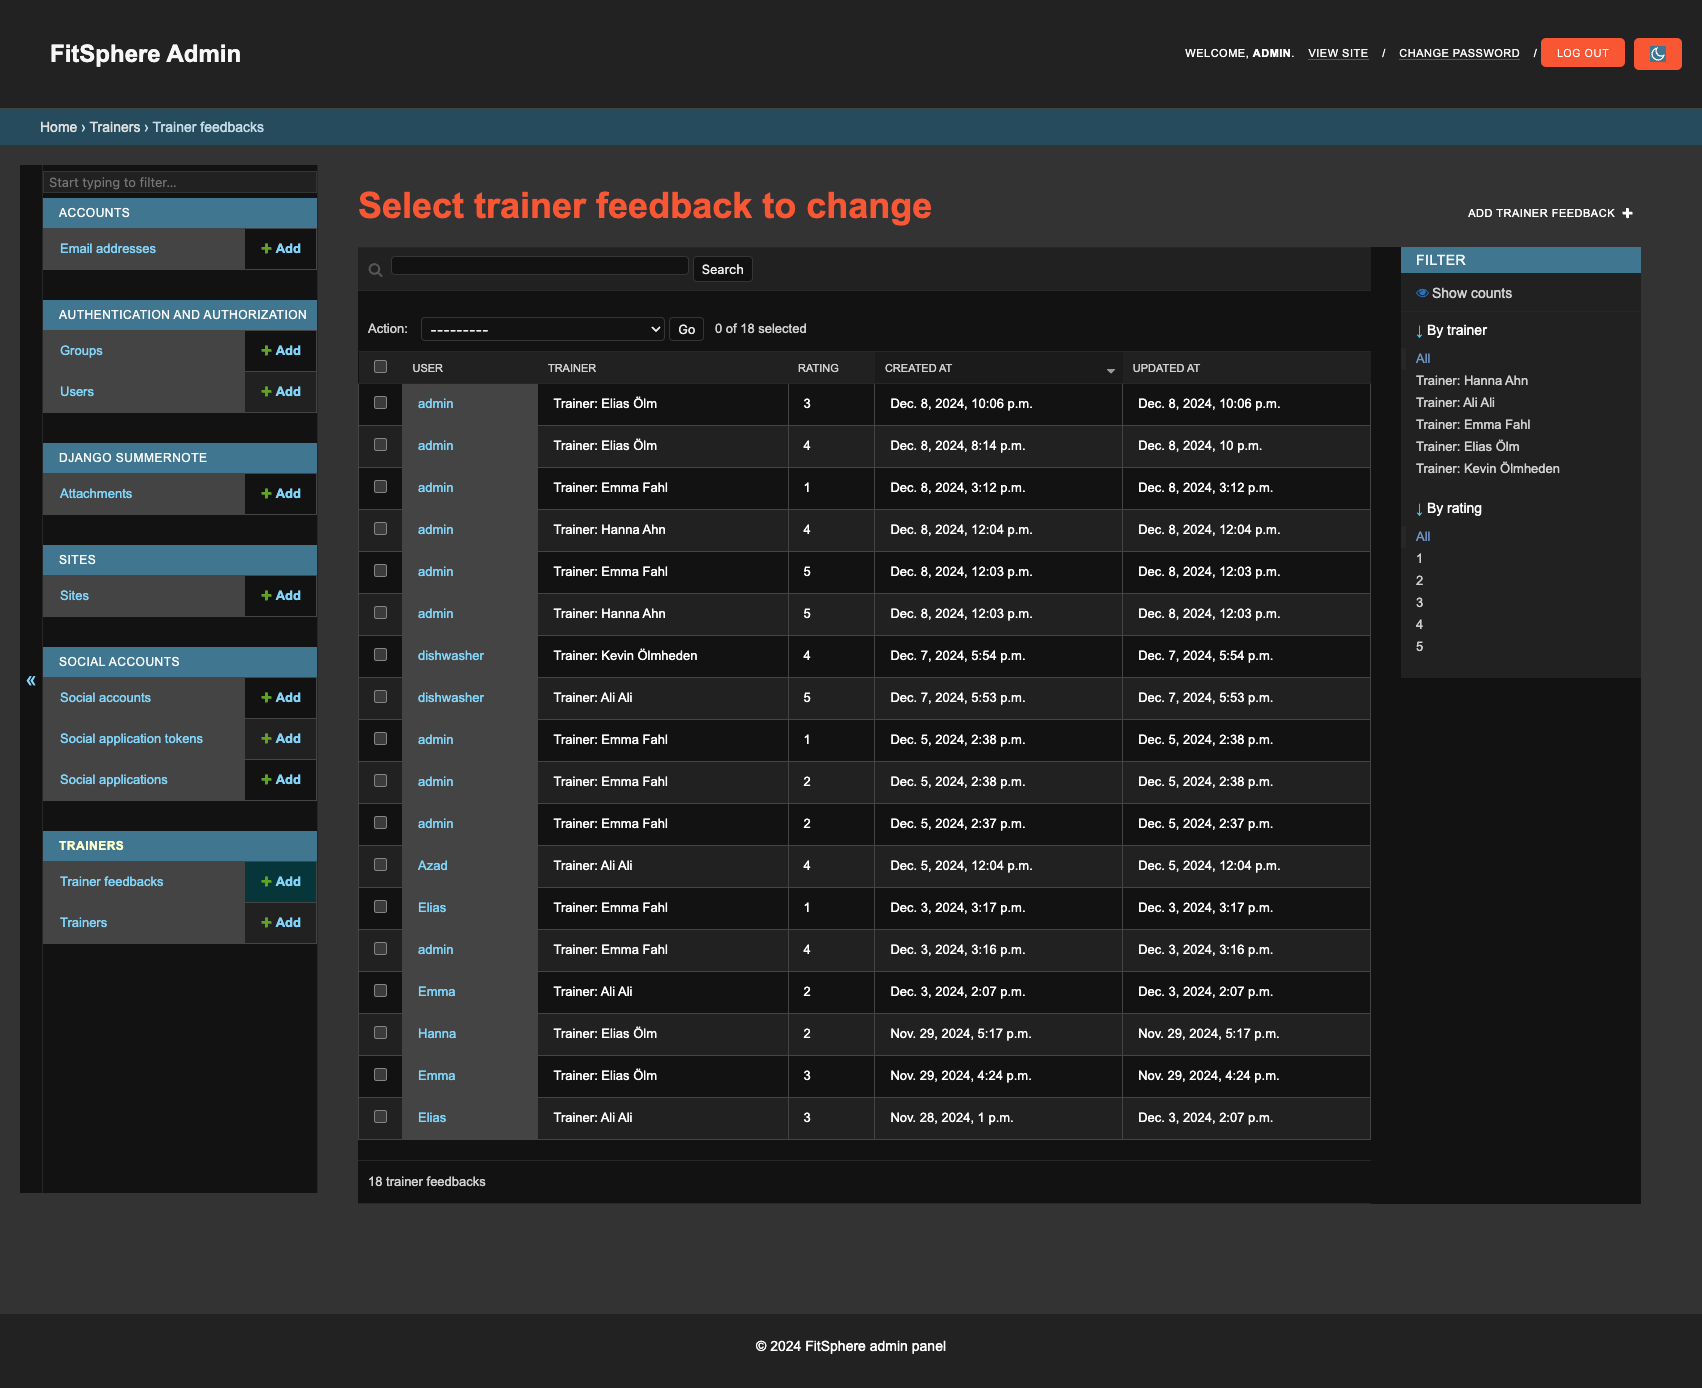 FitSphere Admin
WELCOME, ADMIN. VIEW SITE / CHANGE PASSWORD / LOG OUT
Home › Trainers › Trainer feedbacks
Start typing to filter...
ACCOUNTS
Email addresses Add
AUTHENTICATION AND AUTHORIZATION
Groups Add
Users Add
DJANGO SUMMERNOTE
Attachments Add
SITES
Sites Add
SOCIAL ACCOUNTS
Social accounts Add
Social application tokens Add
Social applications Add
TRAINERS
Trainer feedbacks Add
Trainers Add
«
Select trainer feedback to change
ADD TRAINER FEEDBACK
Search
Action: --------- Go 0 of 18 selected
USER TRAINER RATING CREATED AT UPDATED AT
admin Trainer: Elias Ölm 3 Dec. 8, 2024, 10:06 p.m. Dec. 8, 2024, 10:06 p.m.
admin Trainer: Elias Ölm 4 Dec. 8, 2024, 8:14 p.m. Dec. 8, 2024, 10 p.m.
admin Trainer: Emma Fahl 1 Dec. 8, 2024, 3:12 p.m. Dec. 8, 2024, 3:12 p.m.
admin Trainer: Hanna Ahn 4 Dec. 8, 2024, 12:04 p.m. Dec. 8, 2024, 12:04 p.m.
admin Trainer: Emma Fahl 5 Dec. 8, 2024, 12:03 p.m. Dec. 8, 2024, 12:03 p.m.
admin Trainer: Hanna Ahn 5 Dec. 8, 2024, 12:03 p.m. Dec. 8, 2024, 12:03 p.m.
dishwasher Trainer: Kevin Ölmheden 4 Dec. 7, 2024, 5:54 p.m. Dec. 7, 2024, 5:54 p.m.
dishwasher Trainer: Ali Ali 5 Dec. 7, 2024, 5:53 p.m. Dec. 7, 2024, 5:53 p.m.
admin Trainer: Emma Fahl 1 Dec. 5, 2024, 2:38 p.m. Dec. 5, 2024, 2:38 p.m.
admin Trainer: Emma Fahl 2 Dec. 5, 2024, 2:38 p.m. Dec. 5, 2024, 2:38 p.m.
admin Trainer: Emma Fahl 2 Dec. 5, 2024, 2:37 p.m. Dec. 5, 2024, 2:37 p.m.
Azad Trainer: Ali Ali 4 Dec. 5, 2024, 12:04 p.m. Dec. 5, 2024, 12:04 p.m.
Elias Trainer: Emma Fahl 1 Dec. 3, 2024, 3:17 p.m. Dec. 3, 2024, 3:17 p.m.
admin Trainer: Emma Fahl 4 Dec. 3, 2024, 3:16 p.m. Dec. 3, 2024, 3:16 p.m.
Emma Trainer: Ali Ali 2 Dec. 3, 2024, 2:07 p.m. Dec. 3, 2024, 2:07 p.m.
Hanna Trainer: Elias Ölm 2 Nov. 29, 2024, 5:17 p.m. Nov. 29, 2024, 5:17 p.m.
Emma Trainer: Elias Ölm 3 Nov. 29, 2024, 4:24 p.m. Nov. 29, 2024, 4:24 p.m.
Elias Trainer: Ali Ali 3 Nov. 28, 2024, 1 p.m. Dec. 3, 2024, 2:07 p.m.
18 trainer feedbacks
FILTER
Show counts
↓ By trainer
All
Trainer: Hanna Ahn
Trainer: Ali Ali
Trainer: Emma Fahl
Trainer: Elias Ölm
Trainer: Kevin Ölmheden
↓ By rating
All
1
2
3
4
5
© 2024 FitSphere admin panel